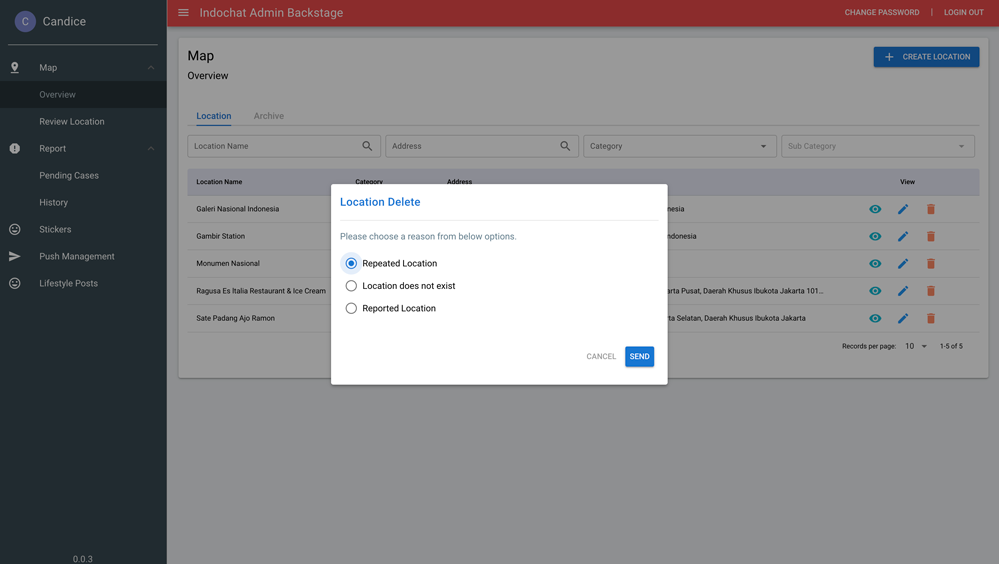 C Candice
Indochat Admin Backstage
CHANGE PASSWORD | LOGIN OUT
Map
Overview
Review Location
Report
Pending Cases
History
Stickers
Push Management
Lifestyle Posts
0.0.3
Map
Overview
CREATE LOCATION
Location Archive
Location Name Address Category Sub Category
Location Name Category Address View
Galeri Nasional Indonesia nesia
Gambir Station ndonesia
Monumen Nasional
Ragusa Es Italia Restaurant & Ice Cream arta Pusat, Daerah Khusus Ibukota Jakarta 101...
Sate Padang Ajo Ramon ta Selatan, Daerah Khusus Ibukota Jakarta
Records per page: 10 1-5 of 5
Location Delete
Please choose a reason from below options.
Repeated Location
Location does not exist
Reported Location
CANCEL SEND